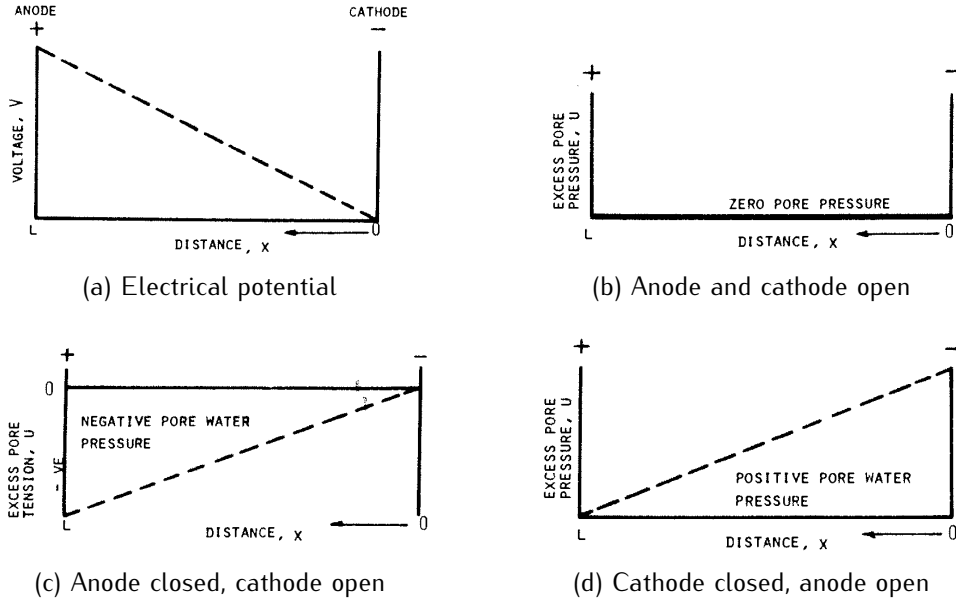 ANODE
+
CATHODE
−
VOLTAGE, V
L
DISTANCE, X
0
(a) Electrical potential
+
−
EXCESS PORE
PRESSURE, U
ZERO PORE PRESSURE
L
DISTANCE, X
0
(b) Anode and cathode open
+
−
0
EXCESS PORE
TENSION, U
- VE
NEGATIVE PORE WATER
PRESSURE
L
DISTANCE, X
0
(c) Anode closed, cathode open
+
−
EXCESS PORE
PRESSURE, U
POSITIVE PORE WATER
PRESSURE
L
DISTANCE, X
0
(d) Cathode closed, anode open